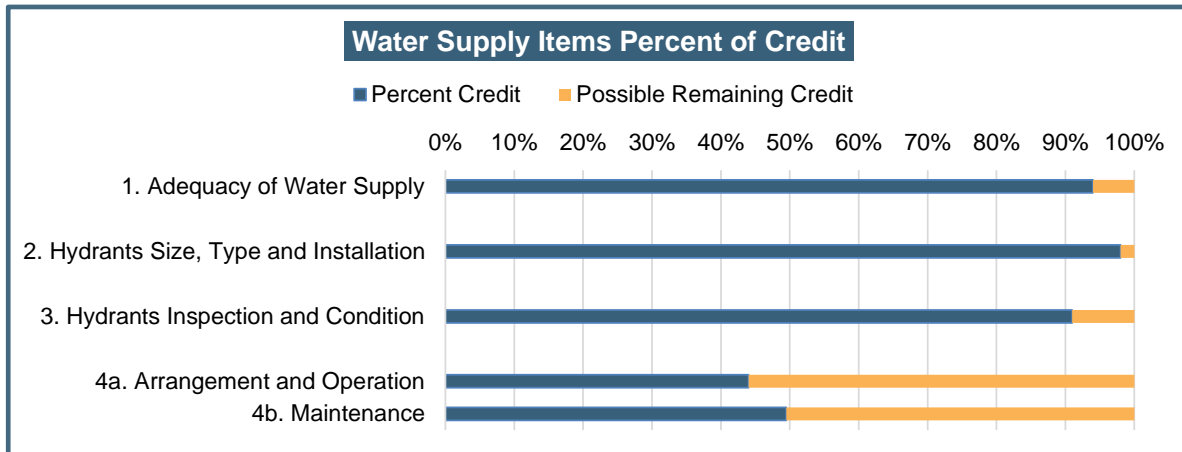 Water Supply Items Percent of Credit
Percent Credit Possible Remaining Credit
0% 10% 20% 30% 40% 50% 60% 70% 80% 90% 100%
1. Adequacy of Water Supply
2. Hydrants Size, Type and Installation
3. Hydrants Inspection and Condition
4a. Arrangement and Operation
4b. Maintenance